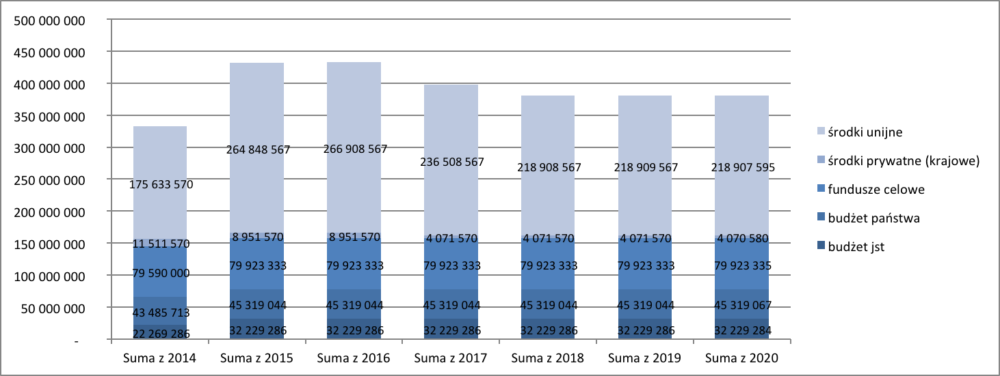 500 000 000
450 000 000
400 000 000
350 000 000
300 000 000
250 000 000
200 000 000
150 000 000
100 000 000
50 000 000
-
175 633 570
264 848 567
266 908 567
236 508 567
218 908 567
218 909 567
218 907 595
11 511 570
8 951 570
8 951 570
4 071 570
4 071 570
4 071 570
4 070 580
79 590 000
79 923 333
79 923 333
79 923 333
79 923 333
79 923 333
79 923 335
43 485 713
45 319 044
45 319 044
45 319 044
45 319 044
45 319 044
45 319 067
22 269 286
32 229 286
32 229 286
32 229 286
32 229 286
32 229 286
32 229 284
Suma z 2014
Suma z 2015
Suma z 2016
Suma z 2017
Suma z 2018
Suma z 2019
Suma z 2020
środki unijne
środki prywatne (krajowe)
fundusze celowe
budżet państwa
budżet jst